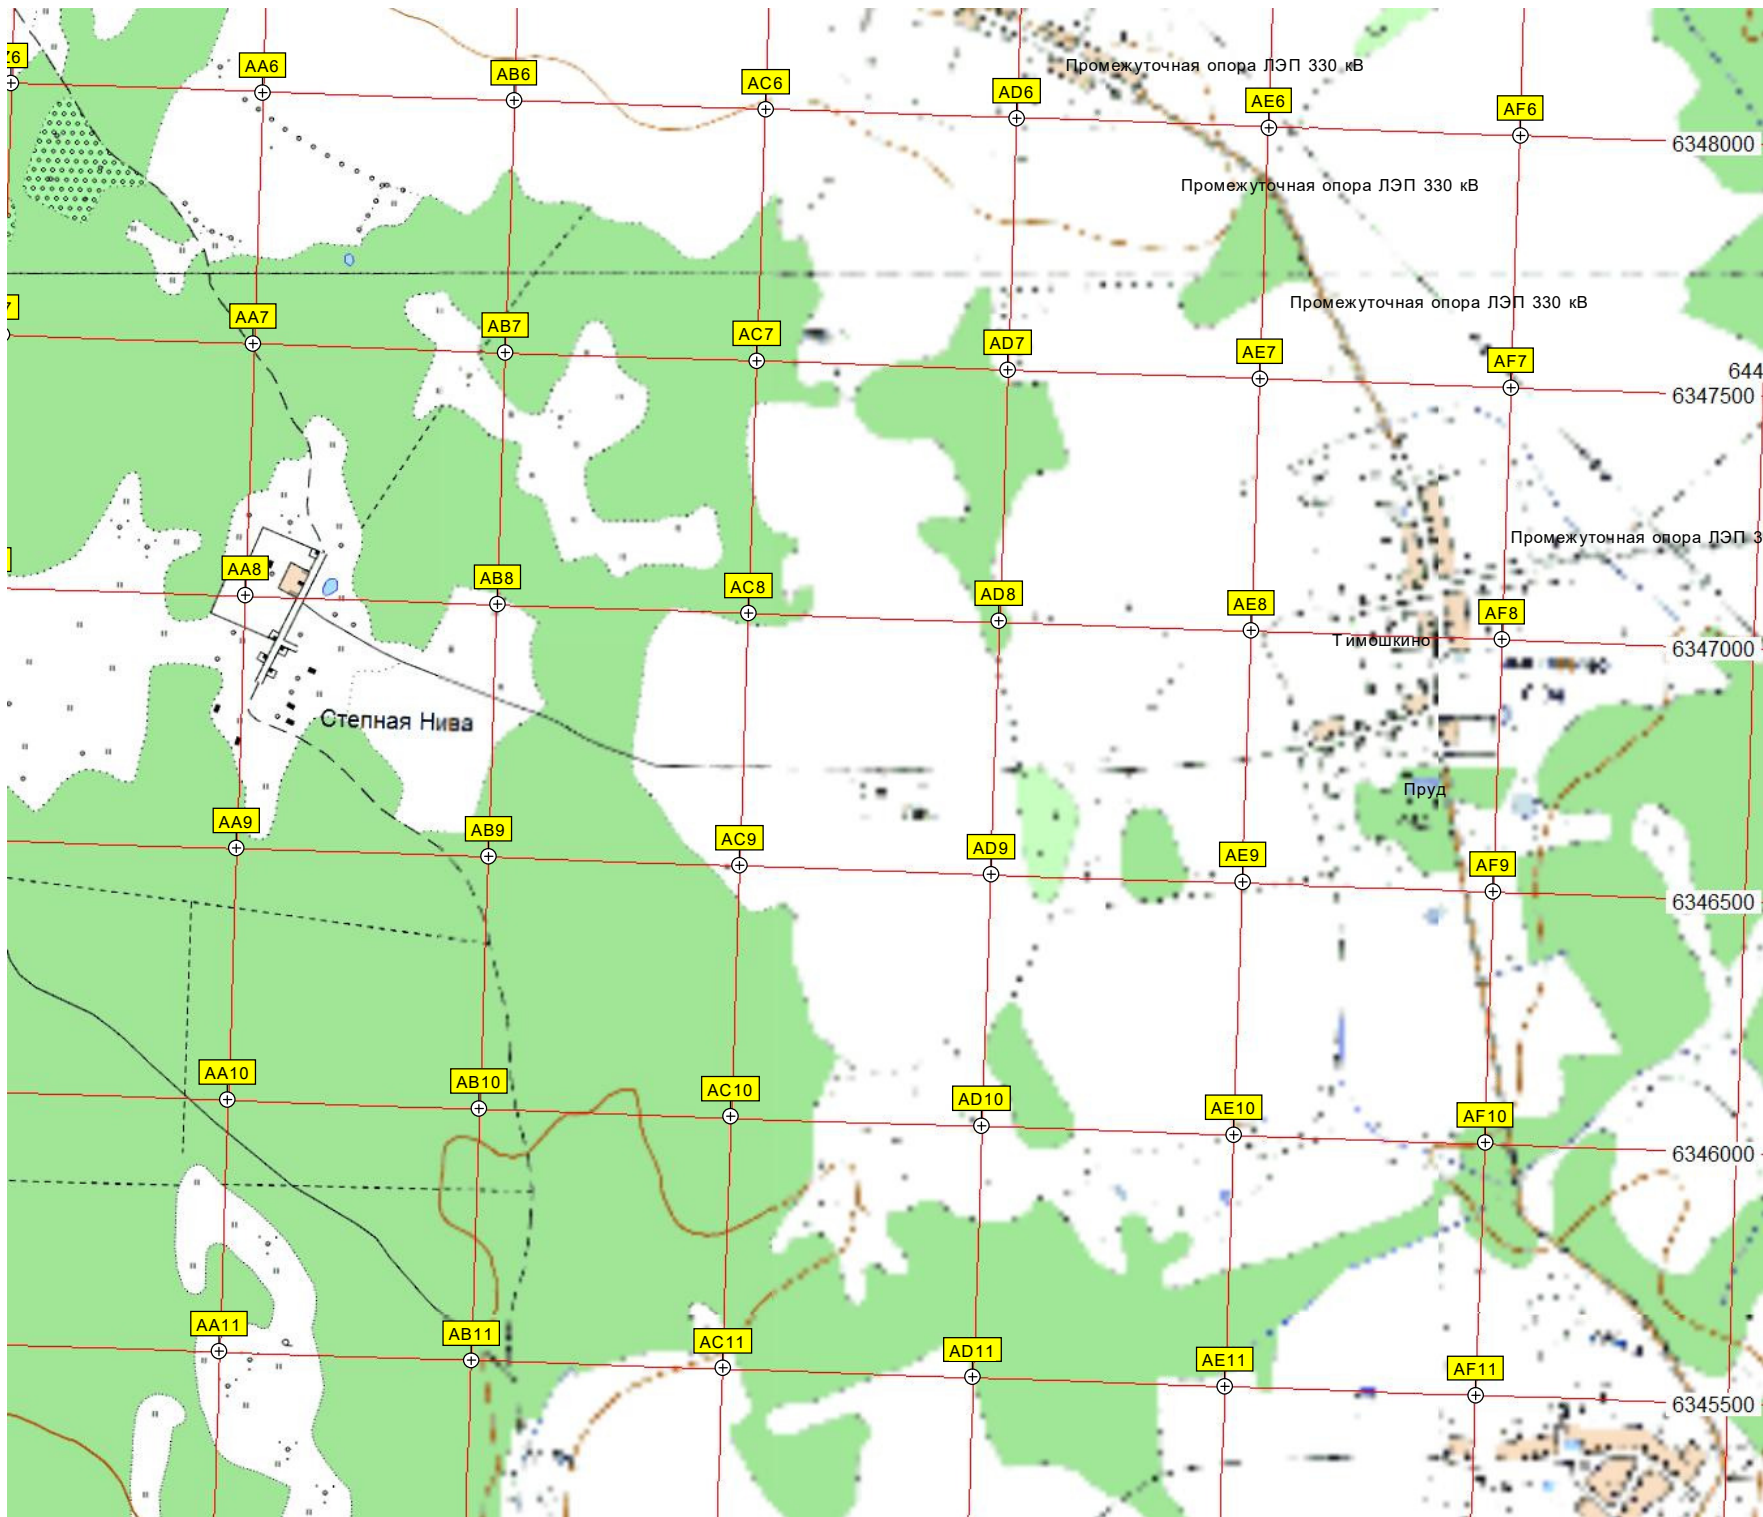 Z6
AA6
AB6
AC6
AD6
Промежуточная опора ЛЭП 330 кВ
AE6
AF6
6348000
Промежуточная опора ЛЭП 330 кВ
7
AA7
AB7
AC7
AD7
AE7
Промежуточная опора ЛЭП 330 кВ
AF7
644
6347500
Промежуточная опора ЛЭП 3
AA8
AB8
AC8
AD8
AE8
AF8
Тимошкино
6347000
Степная Нива
Пруд
AA9
AB9
AC9
AD9
AE9
AF9
6346500
AA10
AB10
AC10
AD10
AE10
AF10
6346000
AA11
AB11
AC11
AD11
AE11
AF11
6345500